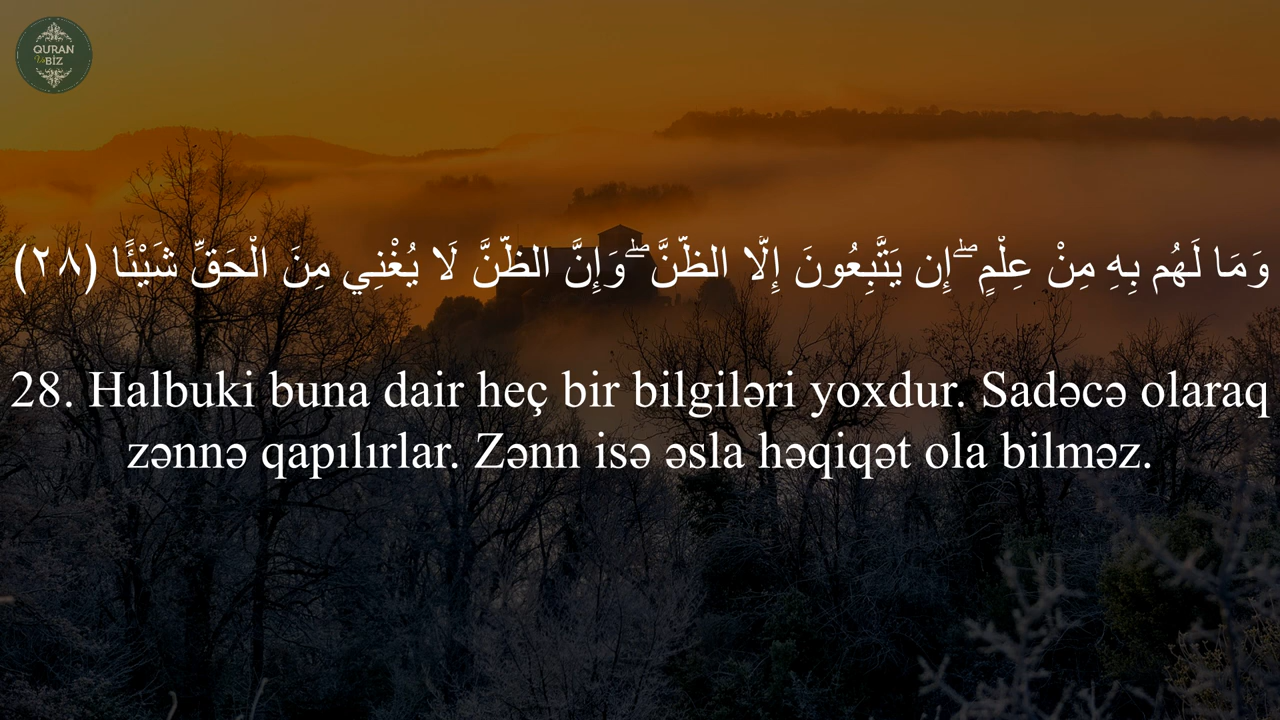 QURAN
Və BİZ
وَمَا لَهُم بِهِ مِنْ عِلْمٍ ۖ إِن يَتَّبِعُونَ إِلَّا الظَّنَّ ۖ وَإِنَّ الظَّنَّ لَا يُغْنِي مِنَ الْحَقِّ شَيْئًا (٢٨)
28. Halbuki buna dair heç bir bilgiləri yoxdur. Sadəcə olaraq
zənnə qapılırlar. Zənn isə əsla həqiqət ola bilməz.